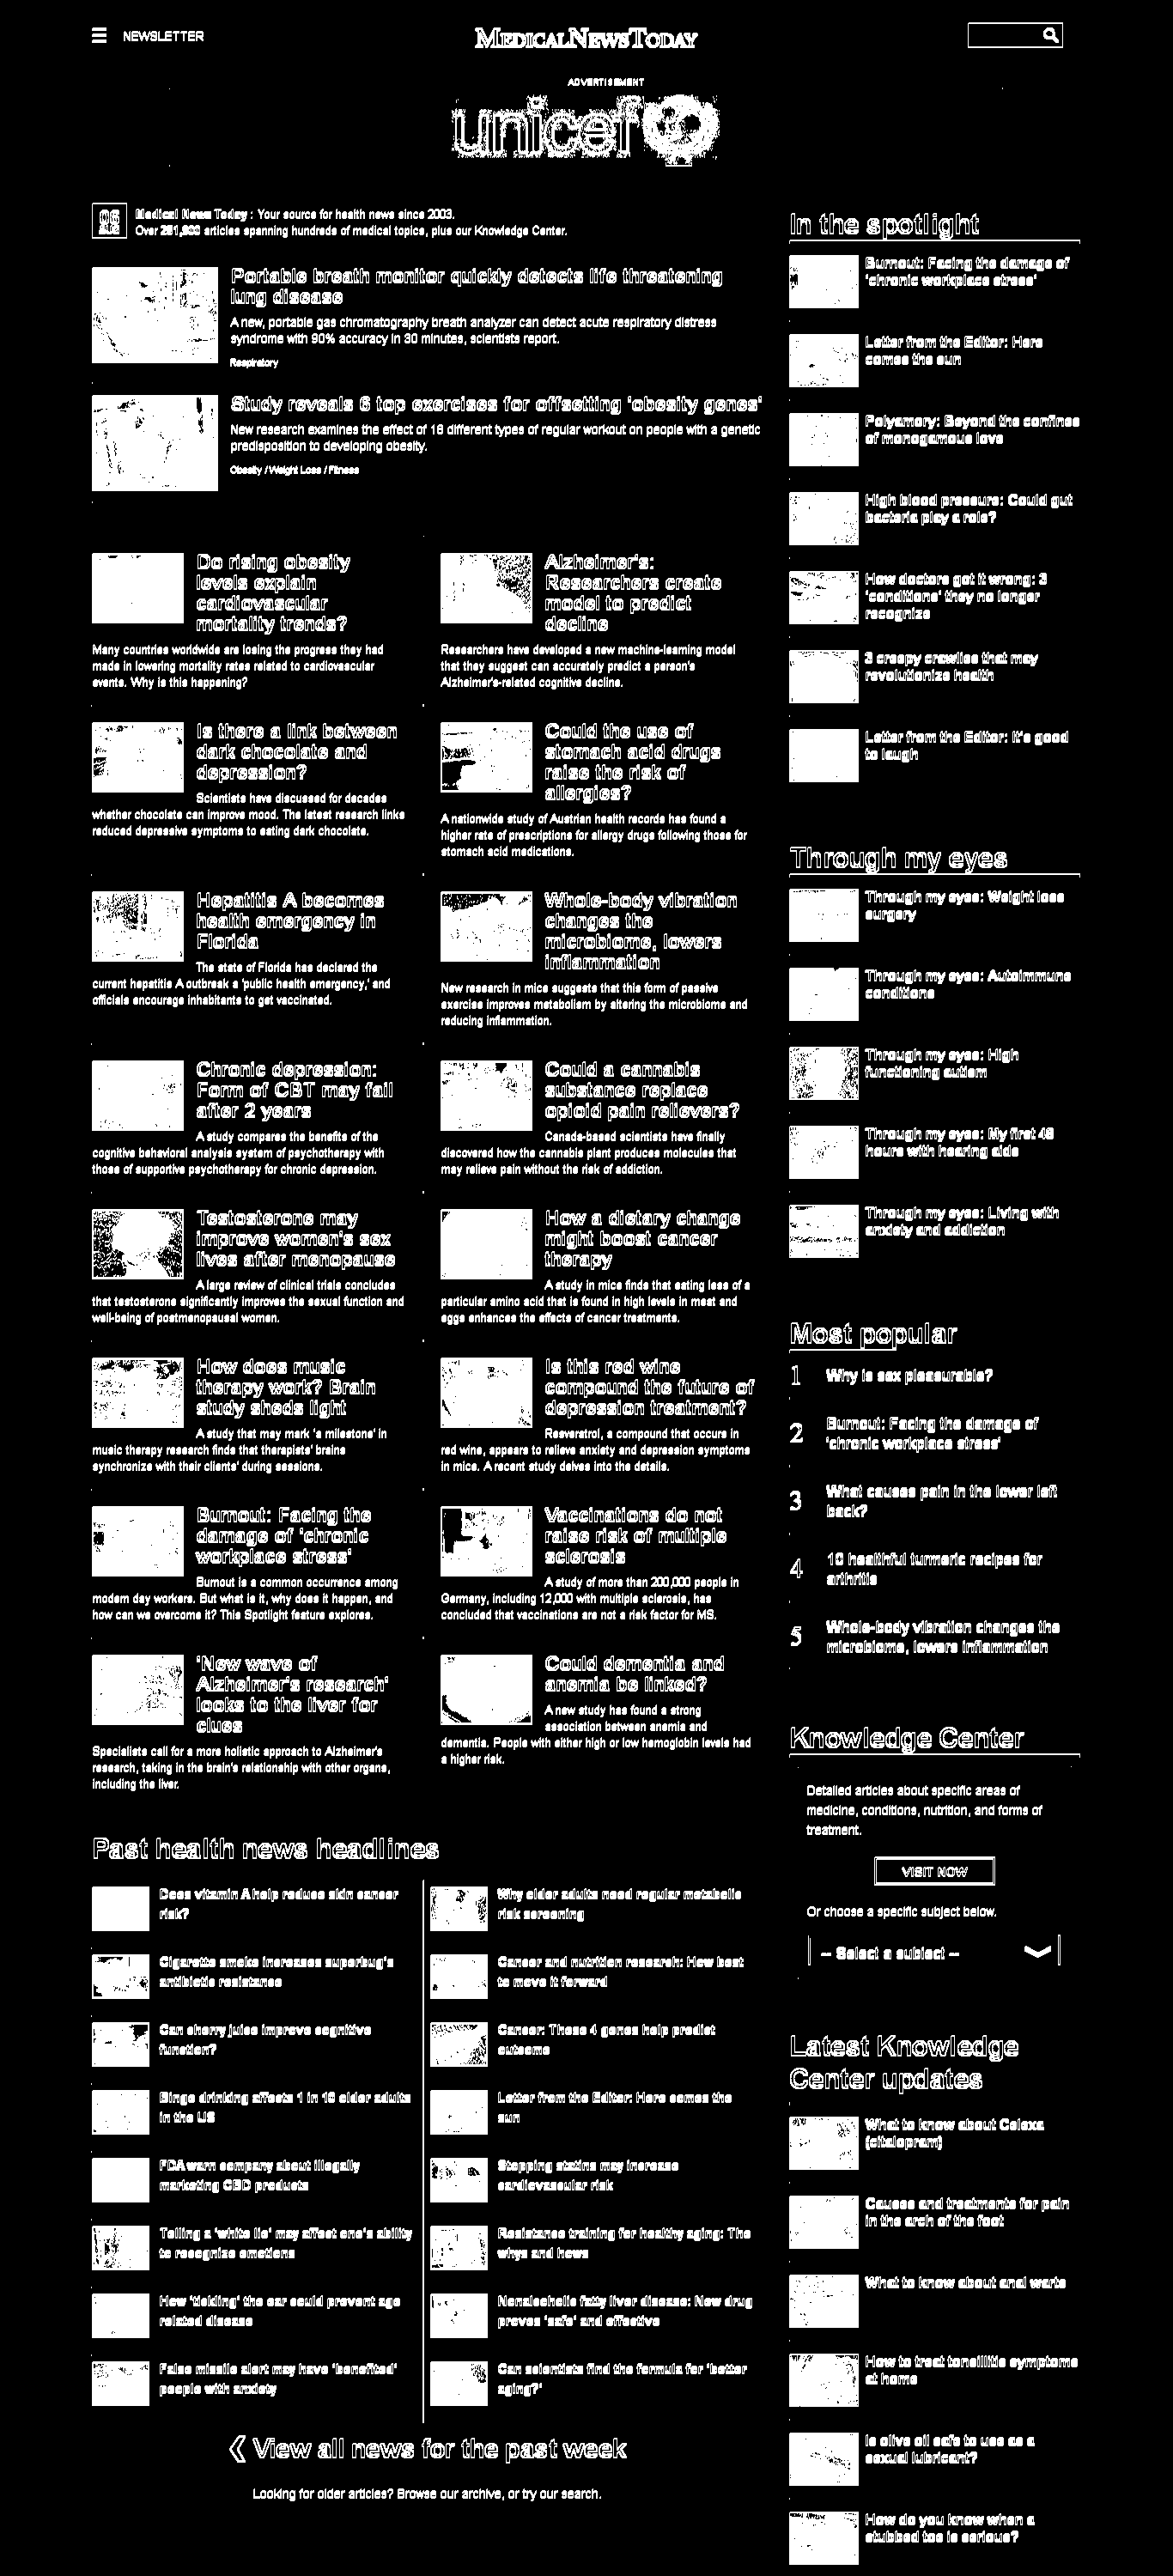 NEWSLETTER
MEDICALNEWSTODAY
ADVERTISEMENT
unicef
06
AUG
Medical News Today: Your source for health news since 2003.
Over 251,900 articles spanning hundreds of medical topics, plus our Knowledge Center.
Portable breath monitor quickly detects life threatening
lung disease
A new, portable gas chromatography breath analyzer can detect acute respiratory distress
syndrome with 90% accuracy in 30 minutes, scientists report.
Respiratory
Study reveals 6 top exercises for offsetting 'obesity genes'
New research examines the effect of 18 different types of regular workout on people with a genetic
predisposition to developing obesity.
Obesity / Weight Loss / Fitness
Do rising obesity
levels explain
cardiovascular
mortality trends?
Many countries worldwide are losing the progress they had
made in lowering mortality rates related to cardiovascular
events. Why is this happening?
Alzheimer's:
Researchers create
model to predict
decline
Researchers have developed a new machine-learning model
that they suggest can accurately predict a person's
Alzheimer's-related cognitive decline.
Is there a link between
dark chocolate and
depression?
Scientists have discussed for decades
whether chocolate can improve mood. The latest research links
reduced depressive symptoms to eating dark chocolate.
Could the use of
stomach acid drugs
raise the risk of
allergies?
A nationwide study of Austrian health records has found a
higher rate of prescriptions for allergy drugs following those for
stomach acid medications.
Hepatitis A becomes
health emergency in
Florida
The state of Florida has declared the
current hepatitis A outbreak a 'public health emergency,' and
officials encourage inhabitants to get vaccinated.
Whole-body vibration
changes the
microbiome, lowers
inflammation
New research in mice suggests that this form of passive
exercise improves metabolism by altering the microbiome and
reducing inflammation.
Chronic depression:
Form of CBT may fail
after 2 years
A study compares the benefits of the
cognitive behavioral analysis system of psychotherapy with
those of supportive psychotherapy for chronic depression.
Could a cannabis
substance replace
opioid pain relievers?
Canada-based scientists have finally
discovered how the cannabis plant produces molecules that
may relieve pain without the risk of addiction.
Testosterone may
improve women's sex
lives after menopause
A large review of clinical trials concludes
that testosterone significantly improves the sexual function and
well-being of postmenopausal women.
How a dietary change
might boost cancer
therapy
A study in mice finds that eating less of a
particular amino acid that is found in high levels in meat and
eggs enhances the effects of cancer treatments.
How does music
therapy work? Brain
study sheds light
A study that may mark 'a milestone' in
music therapy research finds that therapists' brains
synchronize with their clients' during sessions.
Is this red wine
compound the future of
depression treatment?
Resveratrol, a compound that occurs in
red wine, appears to relieve anxiety and depression symptoms
in mice. A recent study delves into the details.
Burnout: Facing the
damage of 'chronic
workplace stress'
Burnout is a common occurrence among
modern day workers. But what is it, why does it happen, and
how can we overcome it? This Spotlight feature explores.
Vaccinations do not
raise risk of multiple
sclerosis
A study of more than 200,000 people in
Germany, including 12,000 with multiple sclerosis, has
concluded that vaccinations are not a risk factor for MS.
'New wave of
Alzheimer's research'
looks to the liver for
clues
Specialists call for a more holistic approach to Alzheimer's
research, taking in the brain's relationship with other organs,
including the liver.
Could dementia and
anemia be linked?
A new study has found a strong
association between anemia and
dementia. People with either high or low hemoglobin levels had
a higher risk.
Past health news headlines
Does vitamin A help reduce skin cancer
risk?
Cigarette smoke increases superbug's
antibiotic resistance
Can cherry juice improve cognitive
function?
Binge drinking affects 1 in 10 older adults
in the US
FDA warn company about illegally
marketing CBD products
Telling a 'white lie' may affect one's ability
to recognize emotions
How 'tickling' the ear could prevent age
related disease
False missile alert may have 'benefited'
people with anxiety
Why older adults need regular metabolic
risk screening
Cancer and nutrition research: How best
to move it forward
Cancer: These 4 genes help predict
outcome
Letter from the Editor: Here comes the
sun
Stopping statins may increase
cardiovascular risk
Resistance training for healthy aging: The
whys and hows
Nonalcoholic fatty liver disease: New drug
proves 'safe' and effective
Can scientists find the formula for 'better
aging?'
View all news for the past week
Looking for older articles? Browse our archive, or try our search.
In the spotlight
Burnout: Facing the damage of
'chronic workplace stress'
Letter from the Editor: Here
comes the sun
Polyamory: Beyond the confines
of monogamous love
High blood pressure: Could gut
bacteria play a role?
How doctors got it wrong: 3
'conditions' they no longer
recognize
3 creepy crawlies that may
revolutionize health
Letter from the Editor: It's good
to laugh
Through my eyes
Through my eyes: Weight loss
surgery
Through my eyes: Autoimmune
conditions
Through my eyes: High
functioning autism
Through my eyes: My first 48
hours with hearing aids
Through my eyes: Living with
anxiety and addiction
Most popular
1 Why is sex pleasurable?
2 Burnout: Facing the damage of
'chronic workplace stress'
3 What causes pain in the lower left
back?
4 10 healthful turmeric recipes for
arthritis
5 Whole-body vibration changes the
microbiome, lowers inflammation
Knowledge Center
Detailed articles about specific areas of
medicine, conditions, nutrition, and forms of
treatment.
VISIT NOW
Or choose a specific subject below.
-- Select a subject --
Latest Knowledge
Center updates
What to know about Celexa
(citalopram)
Causes and treatments for pain
in the arch of the foot
What to know about anal warts
How to treat tonsillitis symptoms
at home
Is olive oil safe to use as a
sexual lubricant?
How do you know when a
stubbed toe is serious?